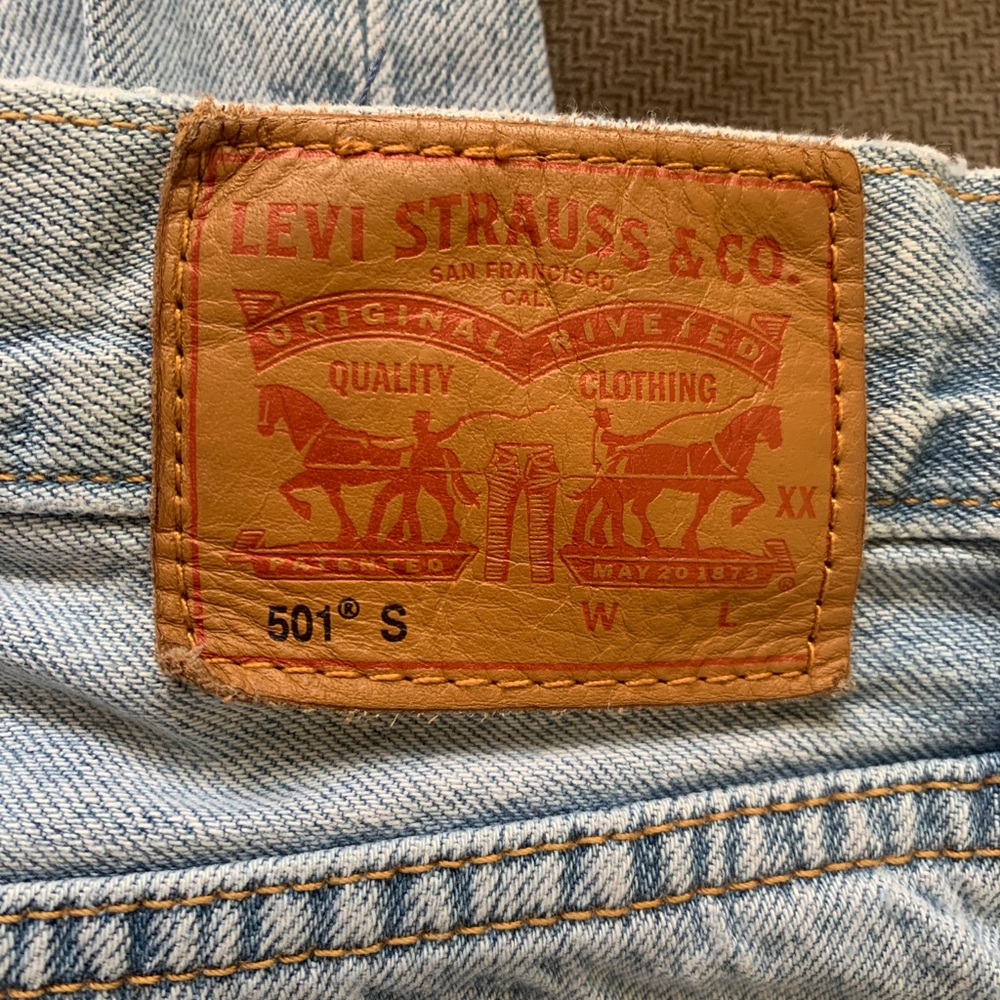 LEVI STRAUSS & CO.
SAN FRANCISCO
CAL.
ORIGINAL RIVETED
QUALITY CLOTHING
XX
PATENTED MAY 20 1873 ®
501® S W L